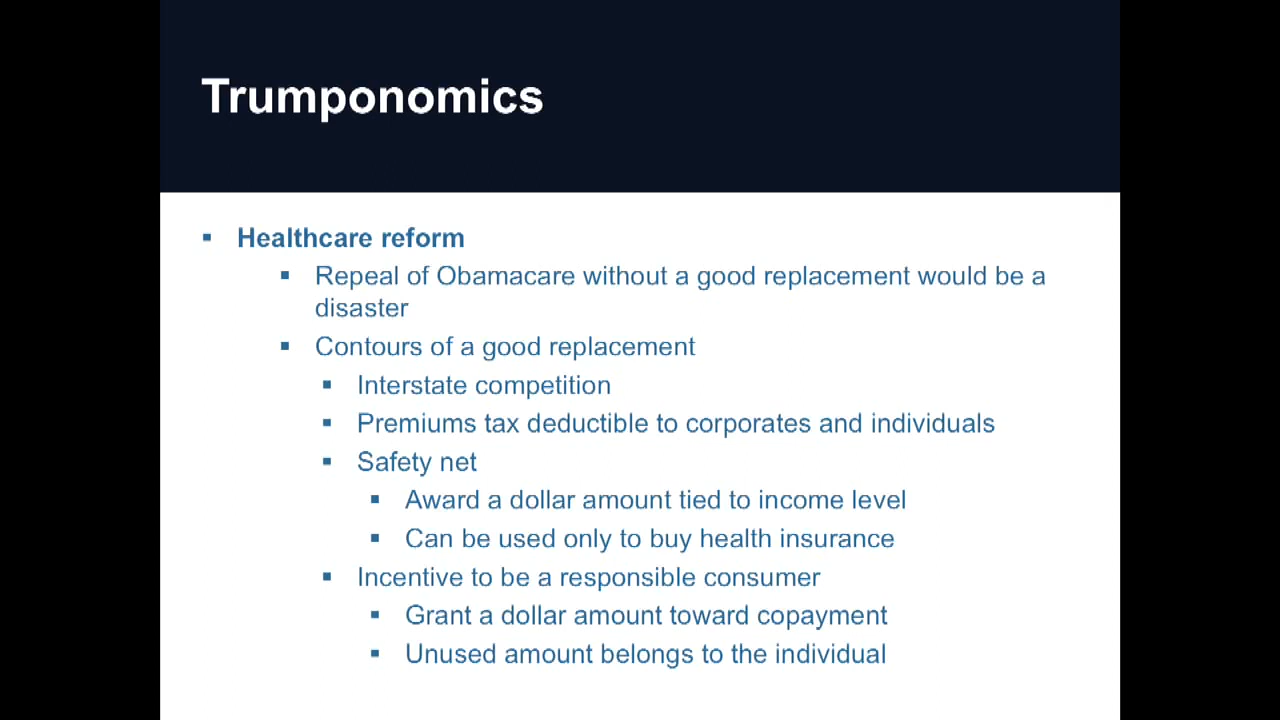 Trumponomics
▪ Healthcare reform
▪ Repeal of Obamacare without a good replacement would be a
disaster
▪ Contours of a good replacement
▪ Interstate competition
▪ Premiums tax deductible to corporates and individuals
▪ Safety net
▪ Award a dollar amount tied to income level
▪ Can be used only to buy health insurance
▪ Incentive to be a responsible consumer
▪ Grant a dollar amount toward copayment
▪ Unused amount belongs to the individual